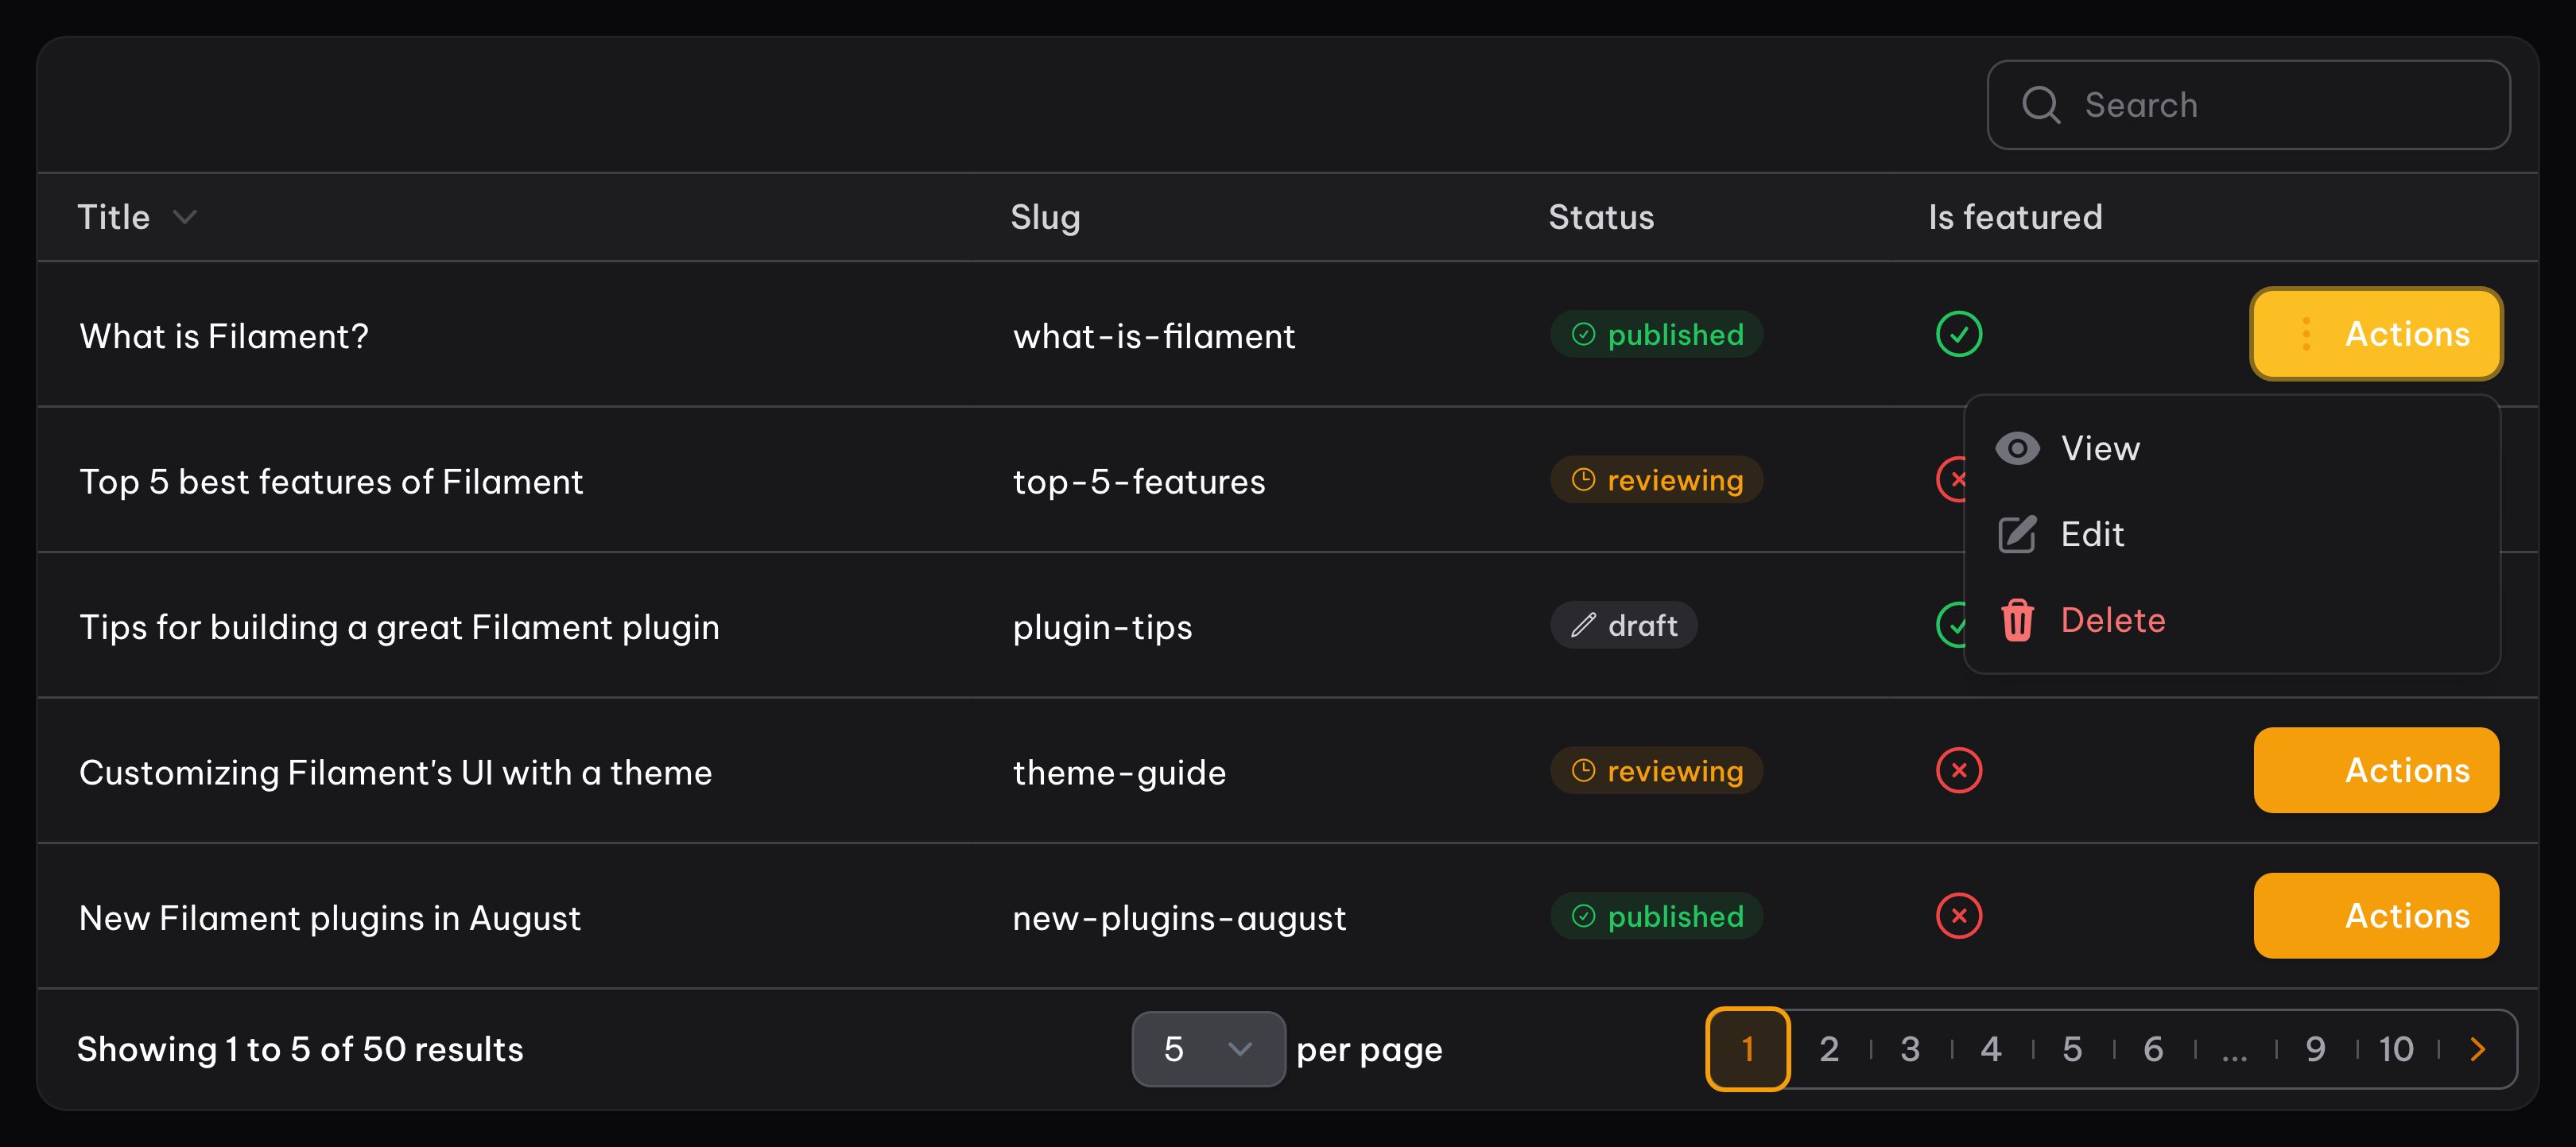 Search
Title Slug Status Is featured
What is Filament? what-is-filament published Actions
View
Top 5 best features of Filament top-5-features reviewing
Edit
Tips for building a great Filament plugin plugin-tips draft
Delete
Customizing Filament's UI with a theme theme-guide reviewing Actions
New Filament plugins in August new-plugins-august published Actions
Showing 1 to 5 of 50 results 5 per page 1 2 3 4 5 6 ... 9 10